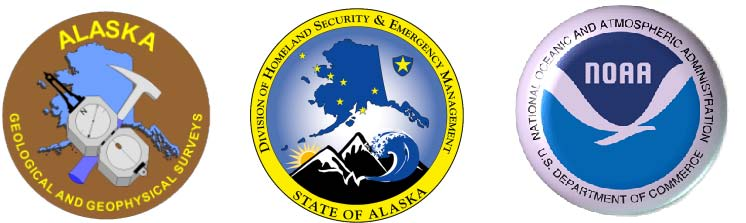 ALASKA
GEOLOGICAL AND GEOPHYSICAL SURVEYS
N
DIVISION OF HOMELAND SECURITY & EMERGENCY MANAGEMENT
STATE OF ALASKA
NATIONAL OCEANIC AND ATMOSPHERIC ADMINISTRATION
NOAA
U.S. DEPARTMENT OF COMMERCE